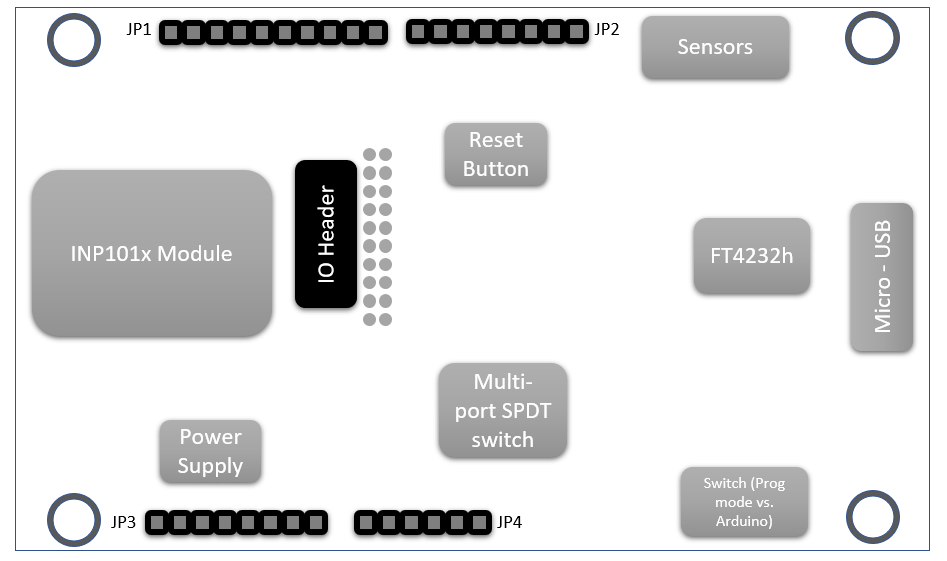 JP1
JP2
Sensors
Reset
Button
INP101x Module
IO Header
FT4232h
Micro - USB
Multi-
port SPDT
switch
Power
Supply
Switch (Prog
mode vs.
Arduino)
JP3
JP4